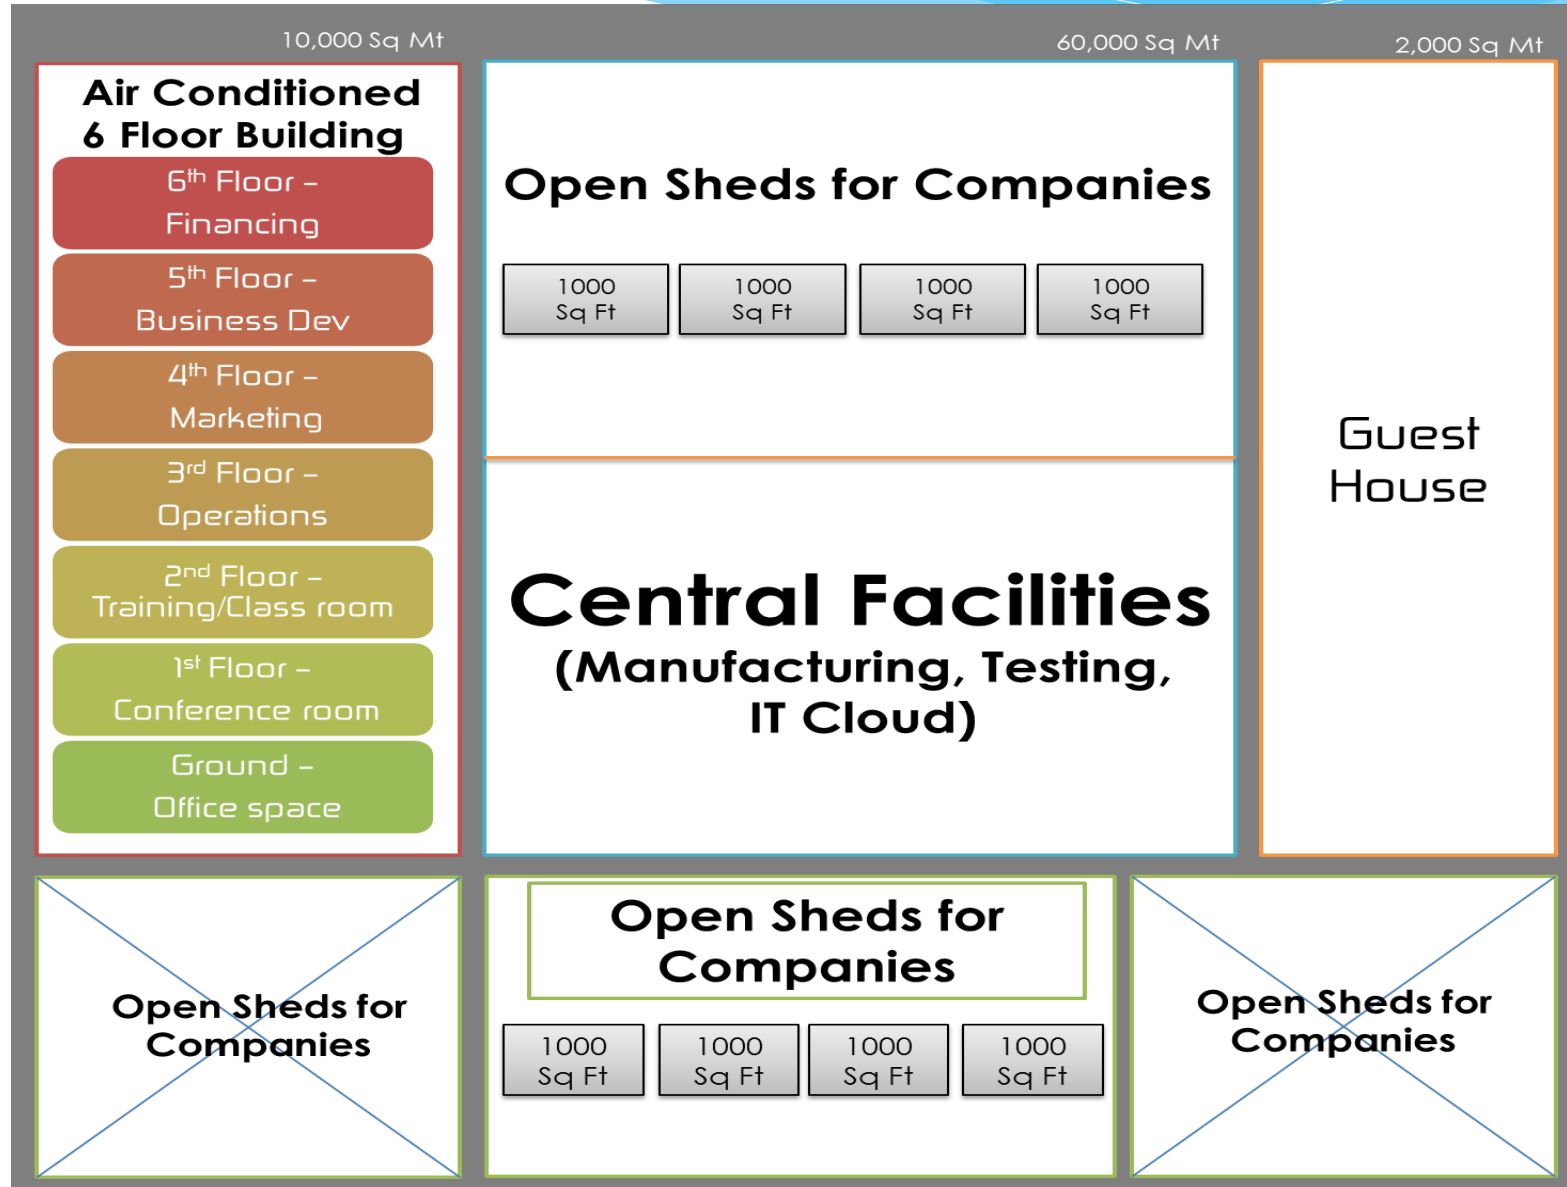 10,000 Sq Mt
60,000 Sq Mt
2,000 Sq Mt
Air Conditioned
6 Floor Building
6th Floor –
Financing
5th Floor –
Business Dev
4th Floor –
Marketing
3rd Floor –
Operations
2nd Floor –
Training/Class room
1st Floor –
Conference room
Ground –
Office space
Open Sheds for Companies
1000
Sq Ft
1000
Sq Ft
1000
Sq Ft
1000
Sq Ft
Central Facilities
(Manufacturing, Testing,
IT Cloud)
Guest
House
Open Sheds for
Companies
Open Sheds for
Companies
1000
Sq Ft
1000
Sq Ft
1000
Sq Ft
1000
Sq Ft
Open Sheds for
Companies